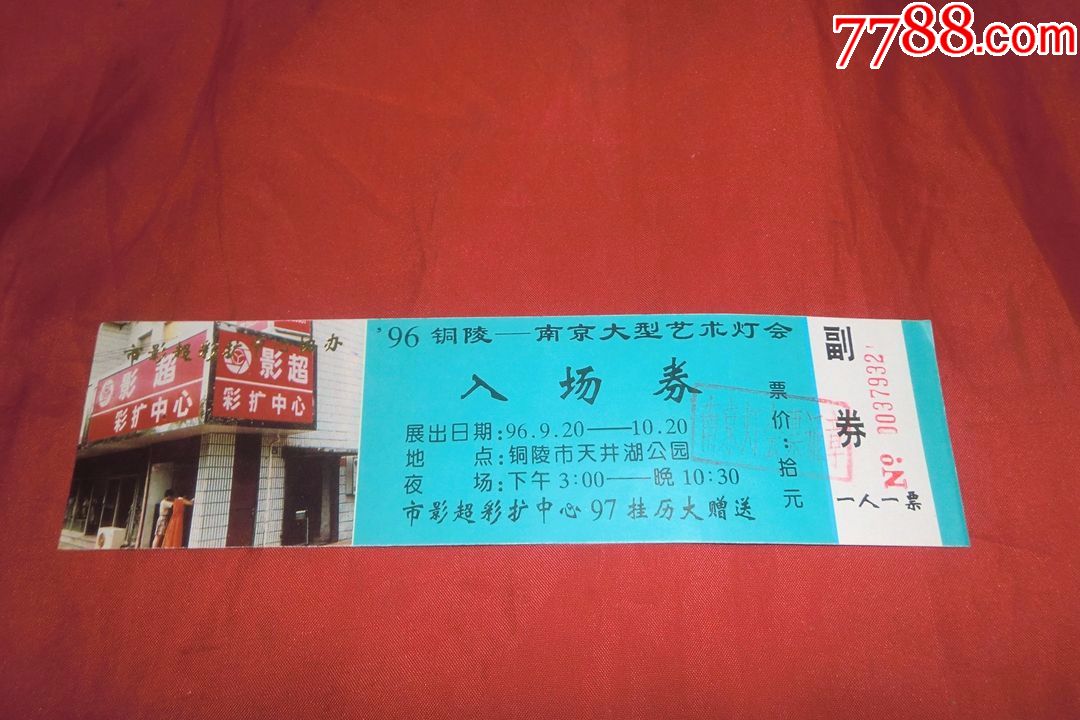 7788.com
市影超彩扩 协办
影超
彩扩中心
影超
彩扩中心
'96 铜陵—南京大型艺术灯会
入场券
展出日期:96.9.20—10.20
地 点:铜陵市天井湖公园
夜 场:下午 3:00—晚 10:30
市影超彩扩中心 97 挂历大赠送
票价:拾元
副券
No 0037932
一人一票